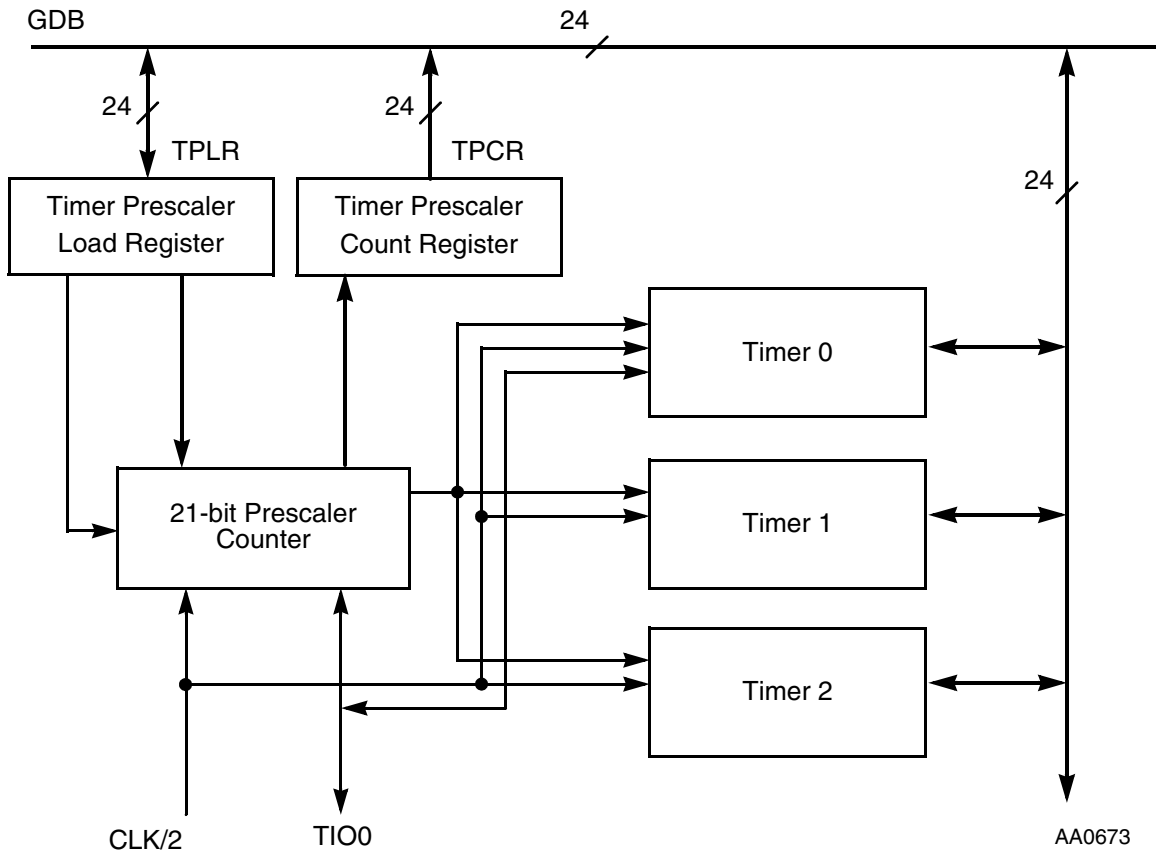 GDB
24
24
24
TPLR
TPCR
24
Timer Prescaler
Load Register
Timer Prescaler
Count Register
Timer 0
21-bit Prescaler
Counter
Timer 1
Timer 2
CLK/2
TIO0
AA0673